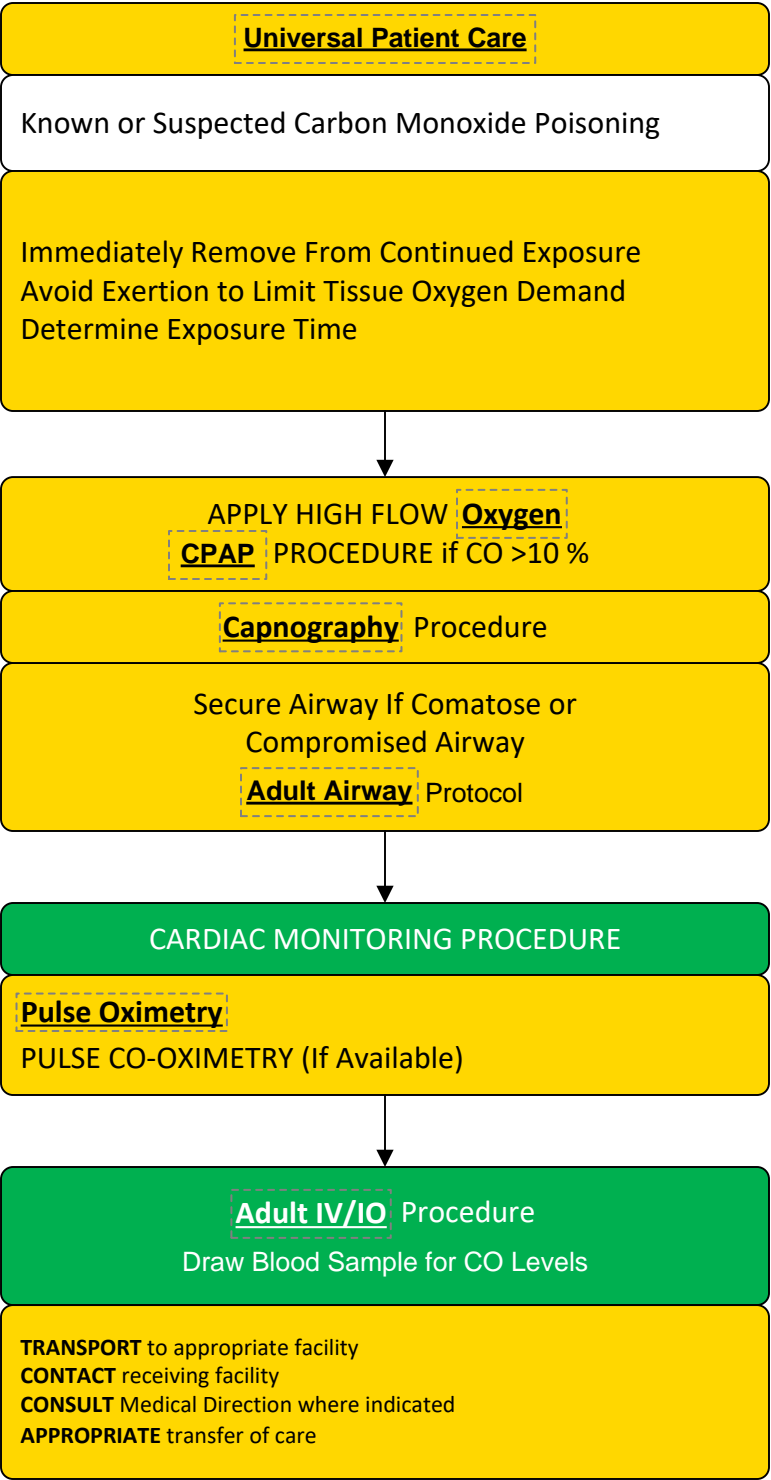 Universal Patient Care
Known or Suspected Carbon Monoxide Poisoning
Immediately Remove From Continued Exposure
Avoid Exertion to Limit Tissue Oxygen Demand
Determine Exposure Time
APPLY HIGH FLOW Oxygen
CPAP PROCEDURE if CO >10 %
Capnography Procedure
Secure Airway If Comatose or
Compromised Airway
Adult Airway Protocol
CARDIAC MONITORING PROCEDURE
Pulse Oximetry
PULSE CO-OXIMETRY (If Available)
Adult IV/IO Procedure
Draw Blood Sample for CO Levels
TRANSPORT to appropriate facility
CONTACT receiving facility
CONSULT Medical Direction where indicated
APPROPRIATE transfer of care